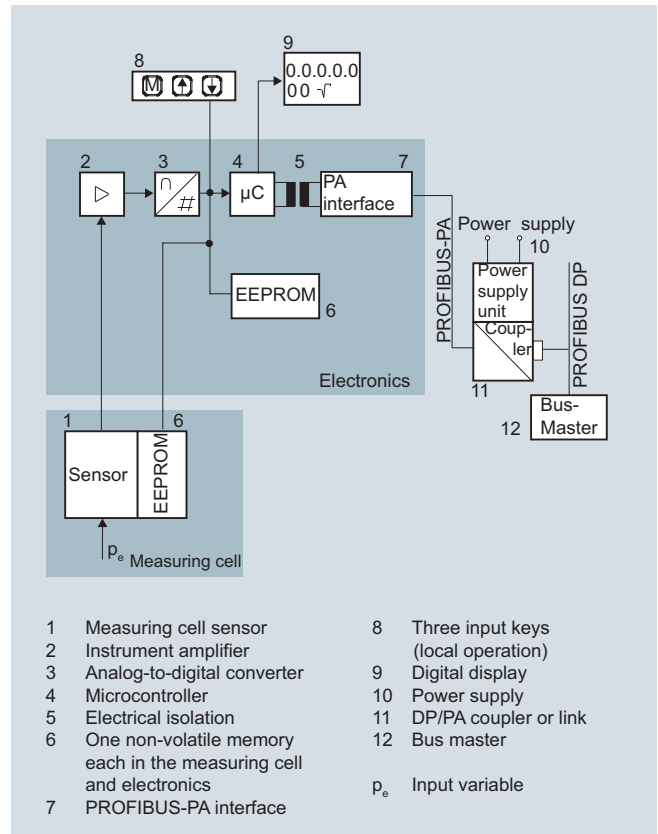 8
M
9
0.0.0.0.0
00 √
2
3
∩
#
4
µC
5
7
PA
interface
EEPROM
6
Electronics
PROFIBUS-PA
Power supply
10
Power
supply
unit
Coup-
ler
11
PROFIBUS DP
12
Bus-
Master
1
6
Sensor
EEPROM
pe
Measuring cell
1 Measuring cell sensor
2 Instrument amplifier
3 Analog-to-digital converter
4 Microcontroller
5 Electrical isolation
6 One non-volatile memory
each in the measuring cell
and electronics
7 PROFIBUS-PA interface
8 Three input keys
(local operation)
9 Digital display
10 Power supply
11 DP/PA coupler or link
12 Bus master
pe Input variable